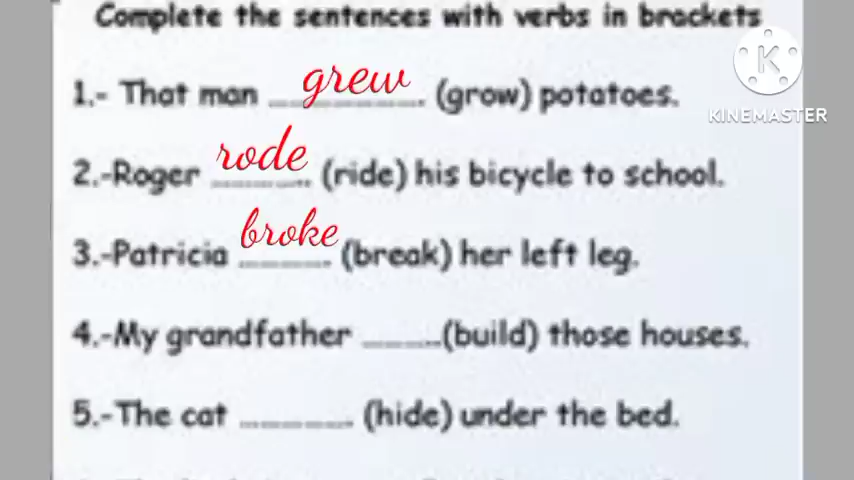 Complete the sentences with verbs in brackets
1.- That man grew (grow) potatoes.
KINEMASTER
2.-Roger rode (ride) his bicycle to school.
3.-Patricia broke (break) her left leg.
4.-My grandfather ........(build) those houses.
5.-The cat ............ (hide) under the bed.